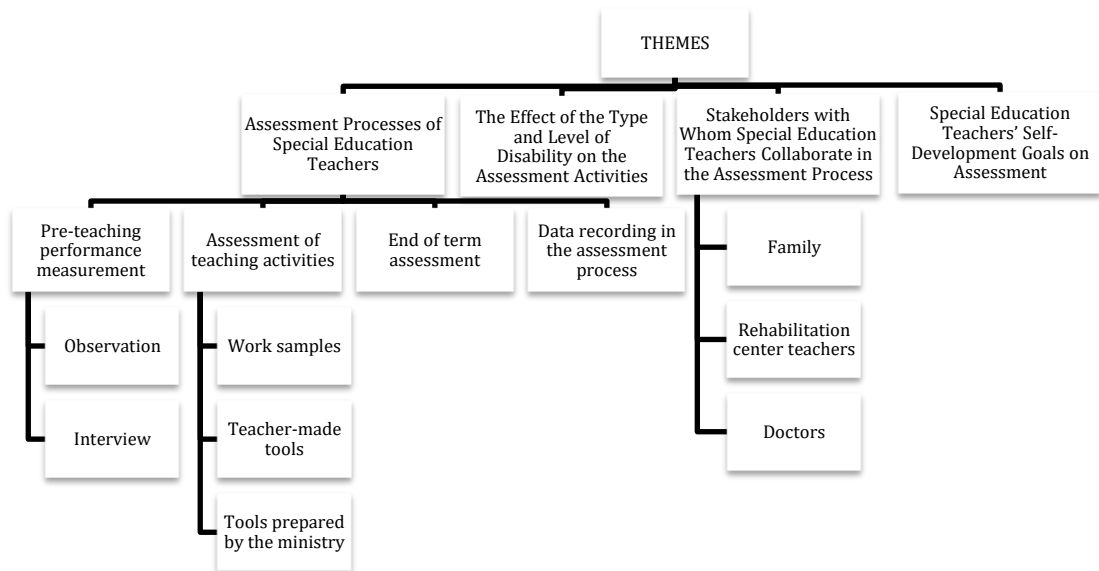 THEMES
Assessment Processes of
Special Education
Teachers
The Effect of the Type
and Level of
Disability on the
Assessment Activities
Stakeholders with
Whom Special Education
Teachers Collaborate in
the Assessment Process
Special Education
Teachers’ Self-
Development Goals on
Assessment
Pre-teaching
performance
measurement
Assessment of
teaching activities
End of term
assessment
Data recording in
the assessment
process
Observation
Interview
Work samples
Teacher-made
tools
Tools prepared
by the ministry
Family
Rehabilitation
center teachers
Doctors